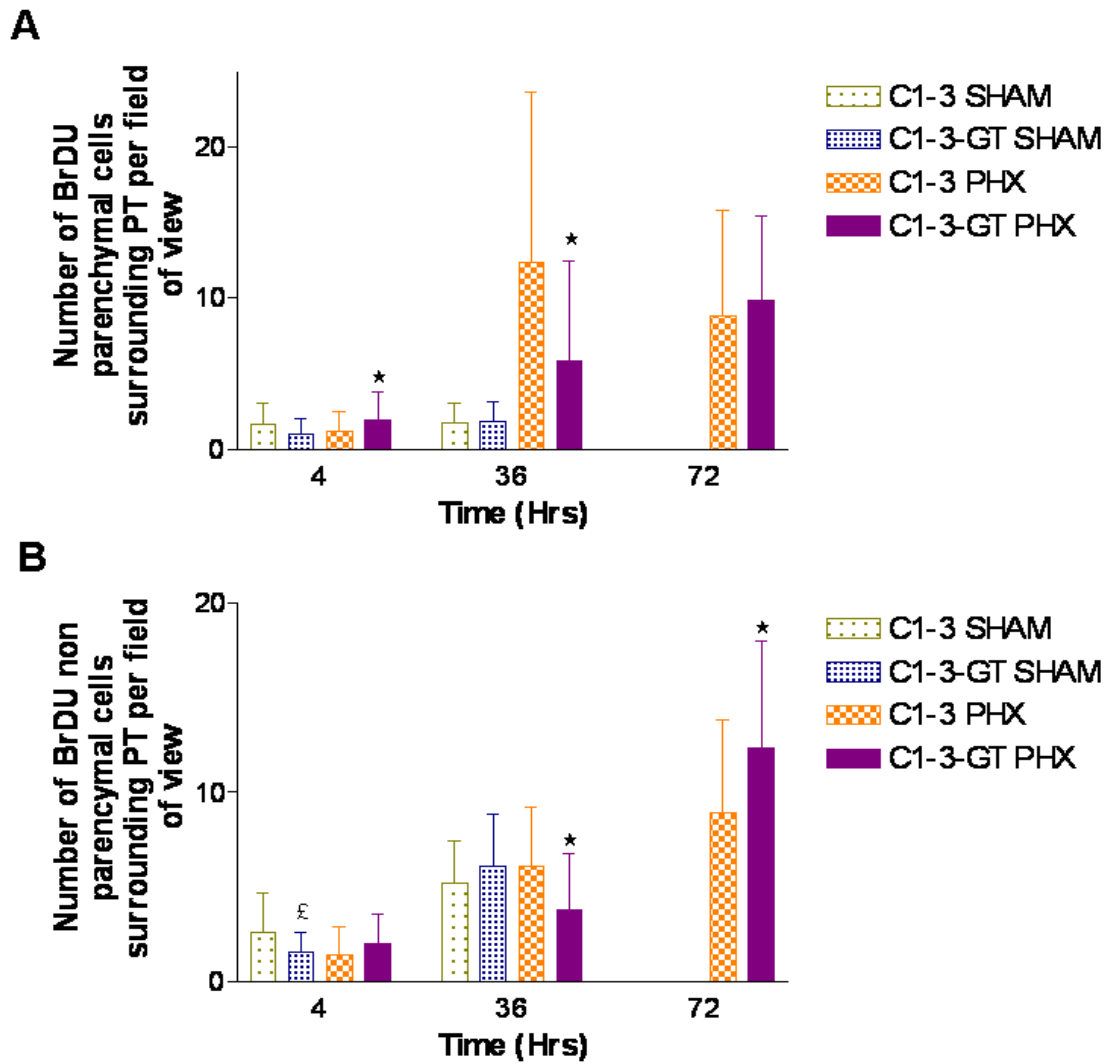 A
Number of BrDU
parenchymal cells
surrounding PT per field
of view
20
10
0
4
36
72
Time (Hrs)
★
★
C1-3 SHAM
C1-3-GT SHAM
C1-3 PHX
C1-3-GT PHX
B
Number of BrDU non
parencymal cells
surrounding PT per field
of view
20
10
0
4
36
72
Time (Hrs)
£
★
★
C1-3 SHAM
C1-3-GT SHAM
C1-3 PHX
C1-3-GT PHX